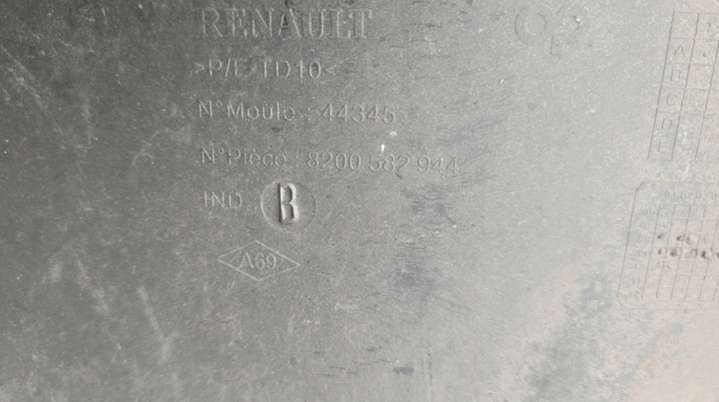 RENAULT
>P/E-TD10<
N°Moule : 44345
N°Pièce : 8200 582 944
IND B
A69
A
B
C
D